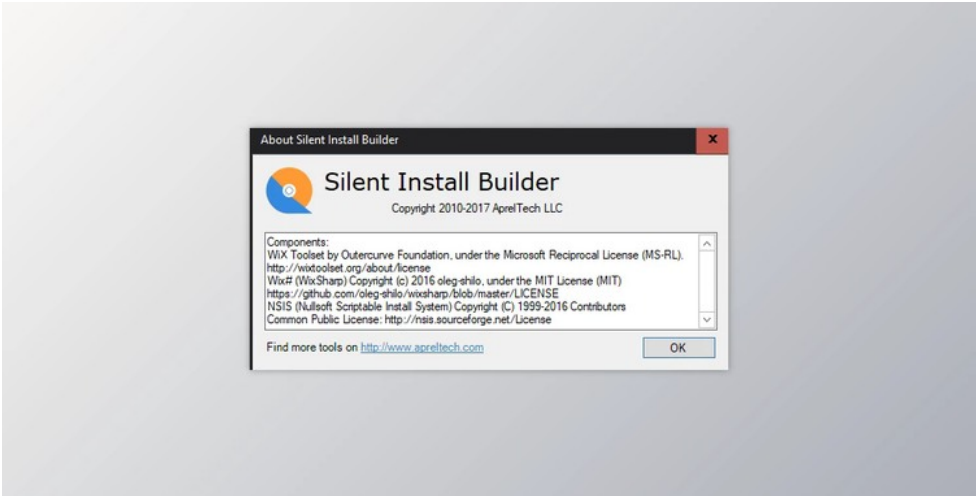 About Silent Install Builder
x
Silent Install Builder
Copyright 2010-2017 AprelTech LLC
Components:
WiX Toolset by Outercurve Foundation, under the Microsoft Reciprocal License (MS-RL).
http://wixtoolset.org/about/license
Wix# (WixSharp) Copyright (c) 2016 oleg-shilo, under the MIT License (MIT)
https://github.com/oleg-shilo/wixsharp/blob/master/LICENSE
NSIS (Nullsoft Scriptable Install System) Copyright (C) 1999-2016 Contributors
Common Public License: http://nsis.sourceforge.net/License
Find more tools on http://www.apreltech.com
OK